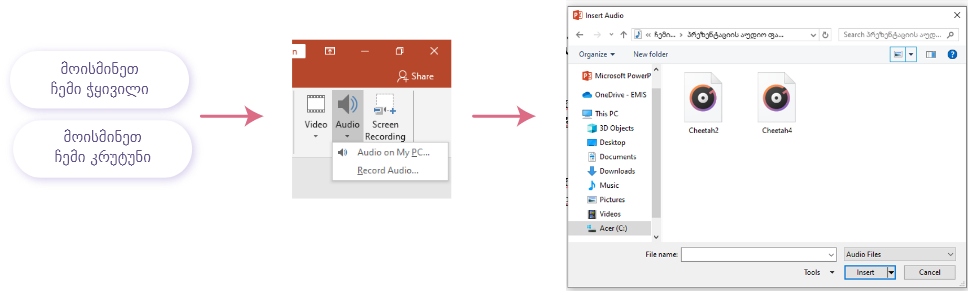 მოისმინეთ
ჩემი ჭყივილი
მოისმინეთ
ჩემი კრუტუნი
Share
Video
Audio
Screen
Recording
Audio on My PC...
Record Audio...
Insert Audio
« ჩემი... › პრეზენტაციის აუდიო ფა...
Search პრეზენტაციის აუდ...
Organize
New folder
Microsoft PowerP
OneDrive - EMIS
This PC
3D Objects
Desktop
Documents
Downloads
Music
Pictures
Videos
Acer (C:)
Cheetah2
Cheetah4
File name:
Audio Files
Tools
Insert
Cancel